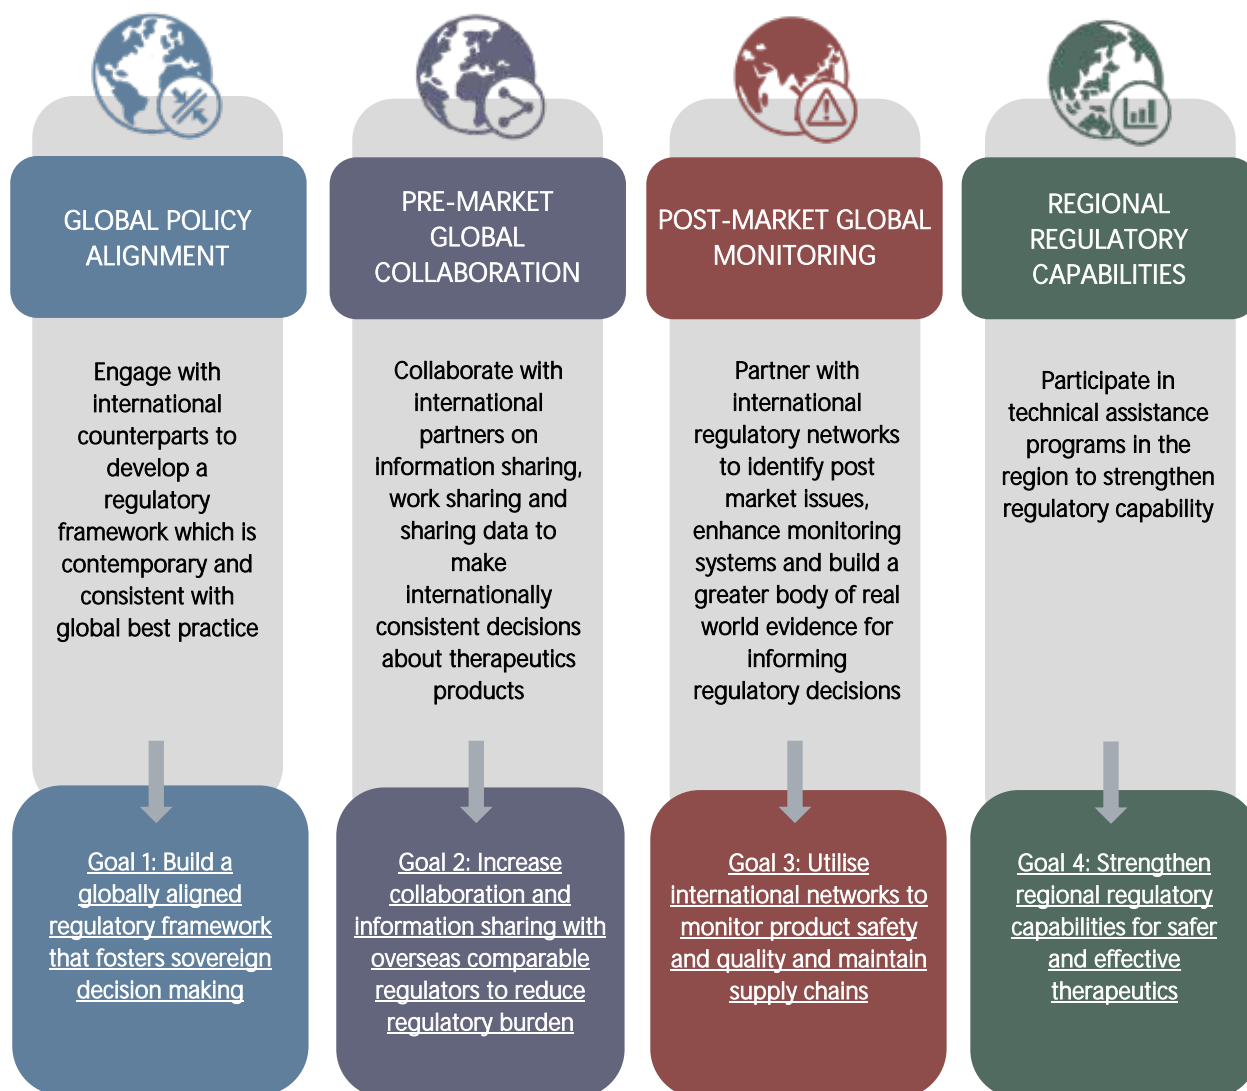 GLOBAL POLICY
ALIGNMENT
Engage with
international
counterparts to
develop a
regulatory
framework which is
contemporary and
consistent with
global best practice
Goal 1: Build a
globally aligned
regulatory framework
that fosters sovereign
decision making
PRE-MARKET
GLOBAL
COLLABORATION
Collaborate with
international
partners on
information sharing,
work sharing and
sharing data to
make
internationally
consistent decisions
about therapeutics
products
Goal 2: Increase
collaboration and
information sharing with
overseas comparable
regulators to reduce
regulatory burden
POST-MARKET GLOBAL
MONITORING
Partner with
international
regulatory networks
to identify post
market issues,
enhance monitoring
systems and build a
greater body of real
world evidence for
informing
regulatory decisions
Goal 3: Utilise
international networks to
monitor product safety
and quality and maintain
supply chains
REGIONAL
REGULATORY
CAPABILITIES
Participate in
technical assistance
programs in the
region to strengthen
regulatory capability
Goal 4: Strengthen
regional regulatory
capabilities for safer
and effective
therapeutics